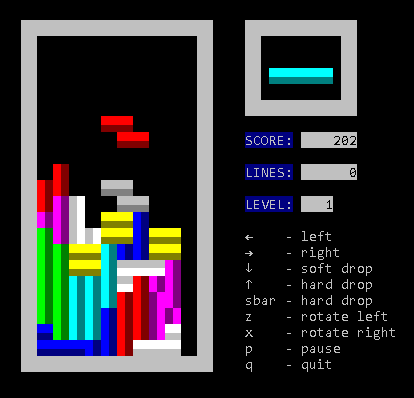 SCORE: 202
LINES: 0
LEVEL: 1
← - left
→ - right
↓ - soft drop
↑ - hard drop
sbar - hard drop
z - rotate left
x - rotate right
p - pause
q - quit